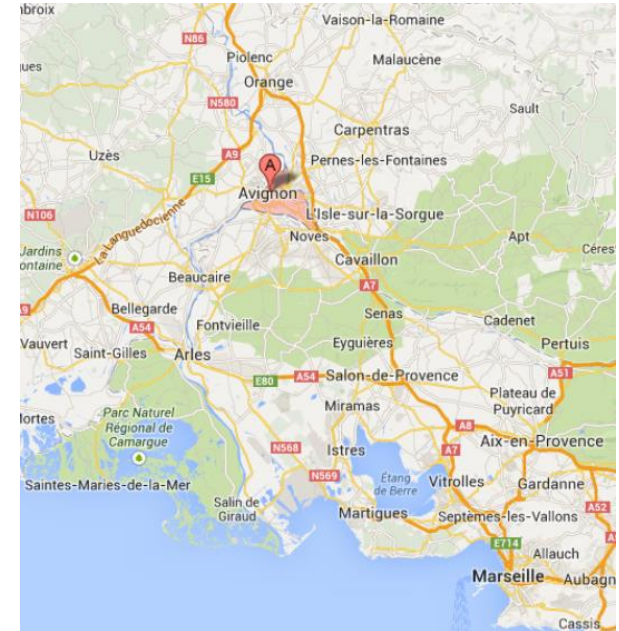 nbroix
Vaison-la-Romaine
N86
Piolenc
Malaucène
ues
Orange
N580
Sault
Carpentras
Uzès
A9
Pernes-les-Fontaines
A
E15
Avignon
N106
La Languedocienne
L'Isle-sur-la-Sorgue
Noves
Apt
Jardins
ontaine
Céres
Cavaillon
Beaucaire
A7
A9
Bellegarde
Senas
A54
Fontvieille
Cadenet
Vauvert
Eyguières
Pertuis
Saint-Gilles
Arles
E80
A54
Salon-de-Provence
A51
Plateau de
Puyricard
Miramas
lortes
Parc Naturel
Régional de
Camargue
A8
Aix-en-Provence
N568
Istres
A7
N569
Étang
de Berre
Saintes-Maries-de-la-Mer
Vitrolles
Gardanne
Salin de
Giraud
Martigues
Septèmes-les-Vallons
A52
E714
Allauch
Marseille
Aubagn
Cassis